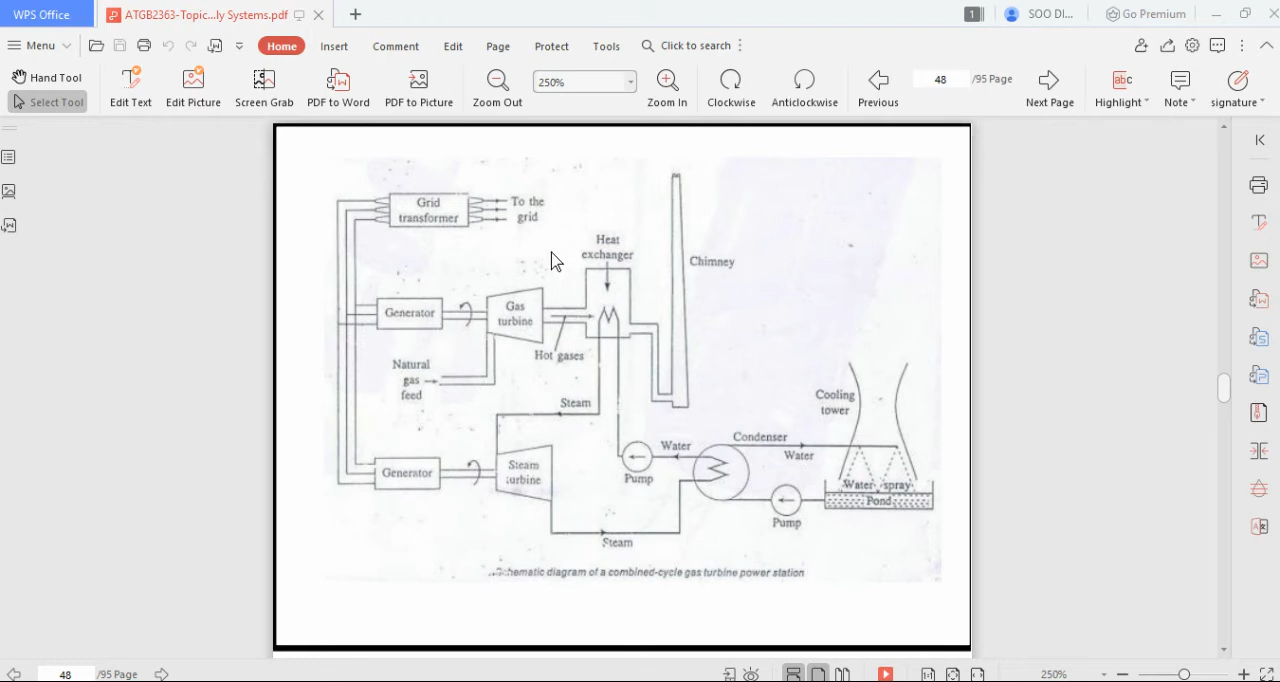 WPS Office
ATGB2363-Topic...ly Systems.pdf
1
SOO DI...
Go Premium
Menu
Home
Insert
Comment
Edit
Page
Protect
Tools
Click to search
Hand Tool
Select Tool
Edit Text
Edit Picture
Screen Grab
PDF to Word
PDF to Picture
Zoom Out
250%
Zoom In
Clockwise
Anticlockwise
Previous
48 /95 Page
Next Page
Highlight
Note
signature
Grid
transformer
To the
grid
Heat
exchanger
Chimney
Generator
Gas
turbine
Hot gases
Natural
gas
feed
Steam
Cooling
tower
Condenser
Water
Water
Pump
Generator
Steam
turbine
Water spray
Pond
Pump
Steam
Schematic diagram of a combined-cycle gas turbine power station
48 /95 Page
250%